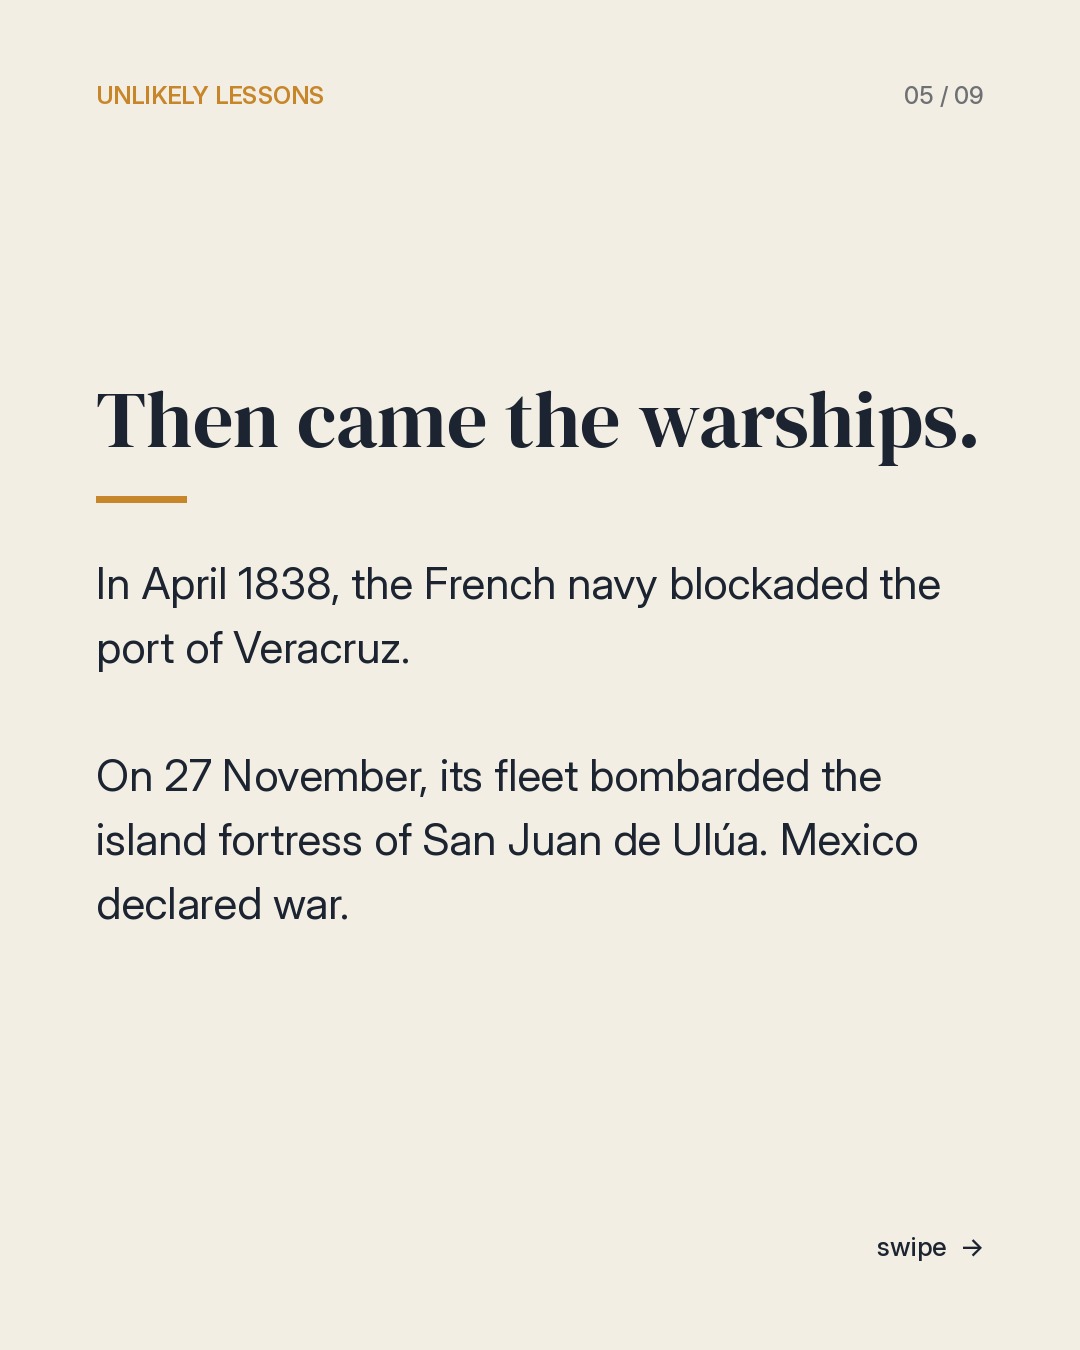 UNLIKELY LESSONS
05 / 09
Then came the warships.
In April 1838, the French navy blockaded the
port of Veracruz.
On 27 November, its fleet bombarded the
island fortress of San Juan de Ulúa. Mexico
declared war.
swipe →